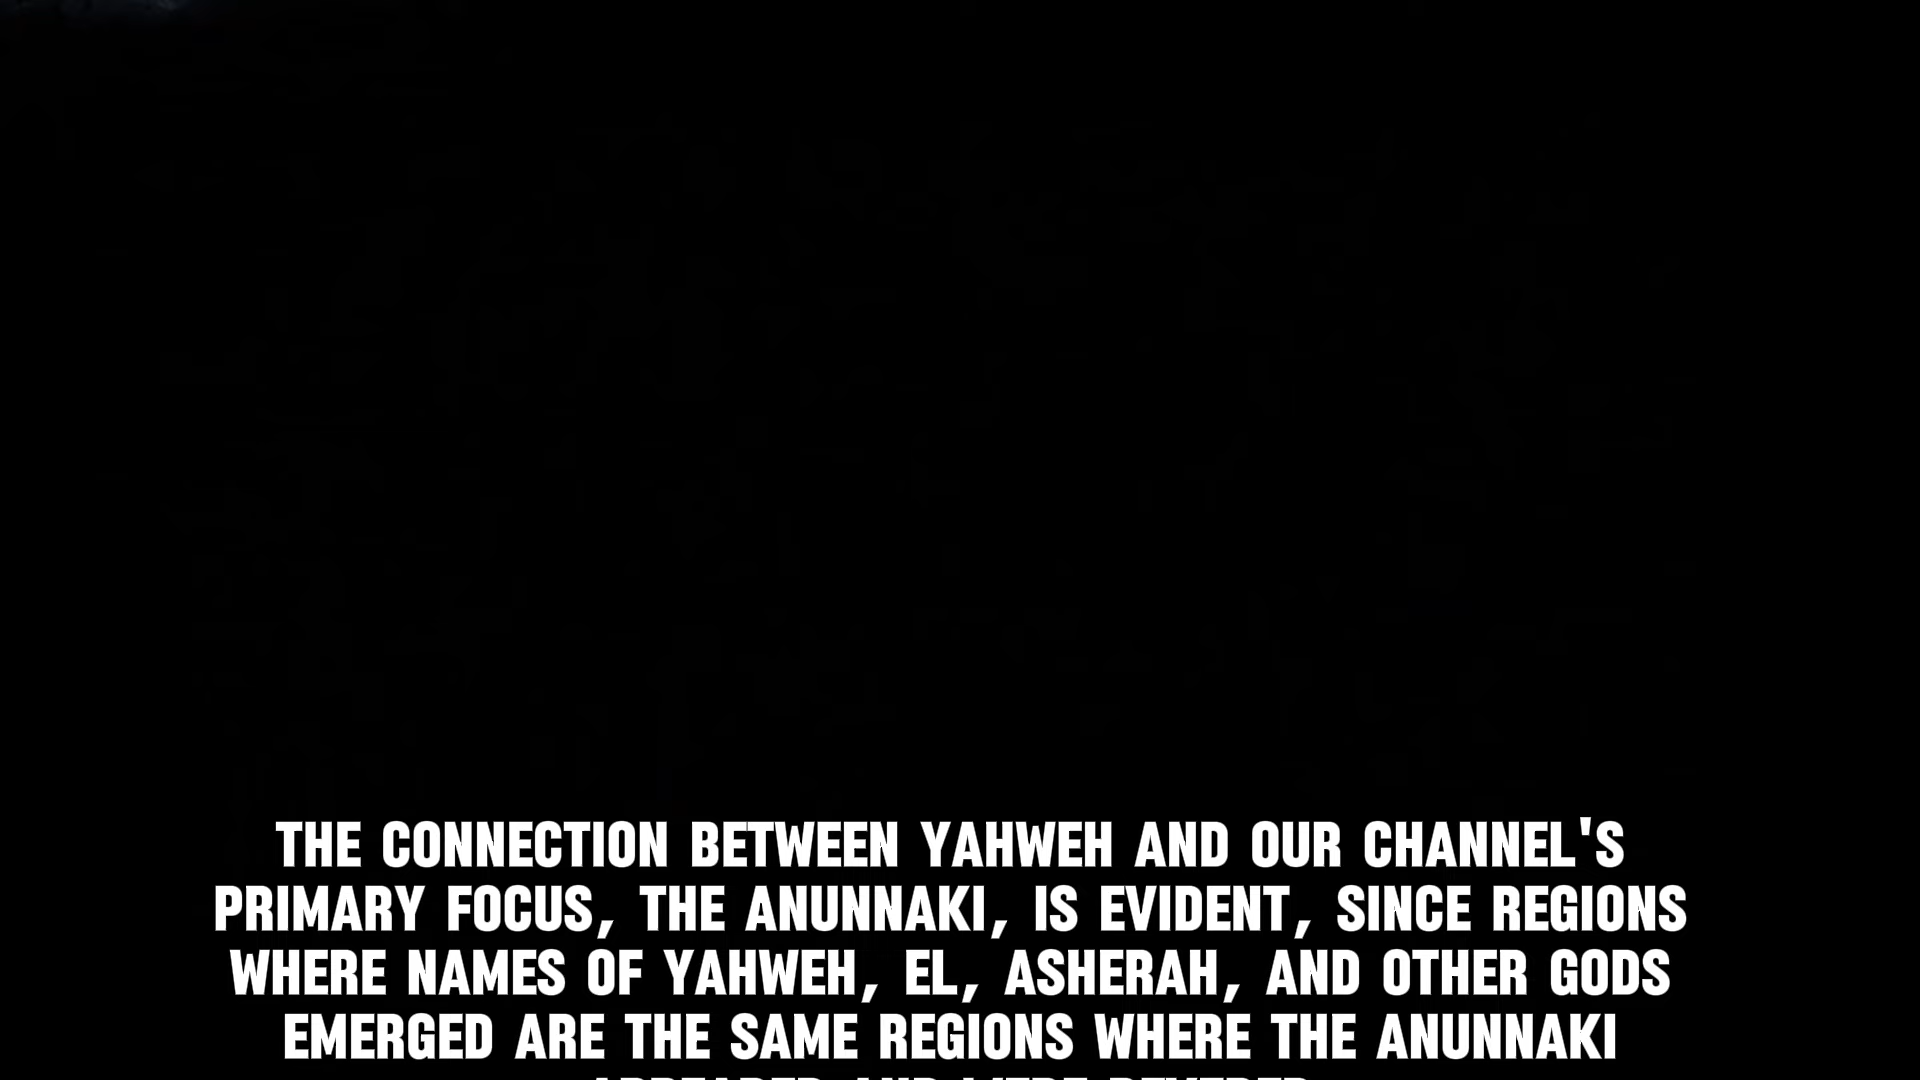 THE CONNECTION BETWEEN YAHWEH AND OUR CHANNEL'S
PRIMARY FOCUS, THE ANUNNAKI, IS EVIDENT, SINCE REGIONS
WHERE NAMES OF YAHWEH, EL, ASHERAH, AND OTHER GODS
EMERGED ARE THE SAME REGIONS WHERE THE ANUNNAKI